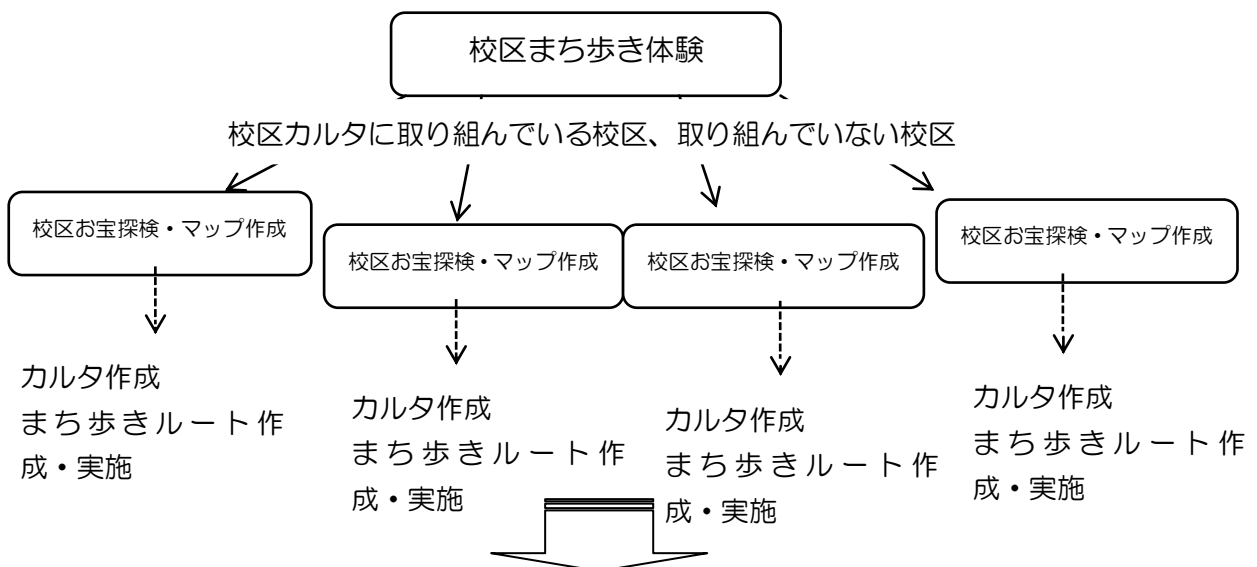 校区まち歩き体験
校区カルタに取り組んでいる校区、取り組んでいない校区
校区お宝探検・マップ作成
校区お宝探検・マップ作成
校区お宝探検・マップ作成
校区お宝探検・マップ作成
カルタ作成
まち歩きルート作
成・実施
カルタ作成
まち歩きルート作
成・実施
カルタ作成
まち歩きルート作
成・実施
カルタ作成
まち歩きルート作
成・実施